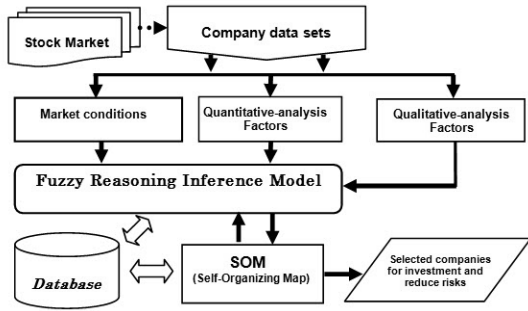 Stock Market
Company data sets
Market conditions
Quantitative-analysis
Factors
Qualitative-analysis
Factors
Fuzzy Reasoning Inference Model
Database
SOM
(Self-Organizing Map)
Selected companies
for investment and
reduce risks